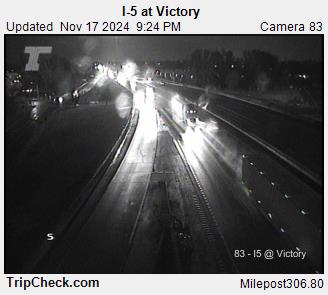 I-5 at Victory
Updated Nov 17 2024 9:24 PM Camera 83
T
S
83 - I5 @ Victory
TripCheck.com Milepost306.80